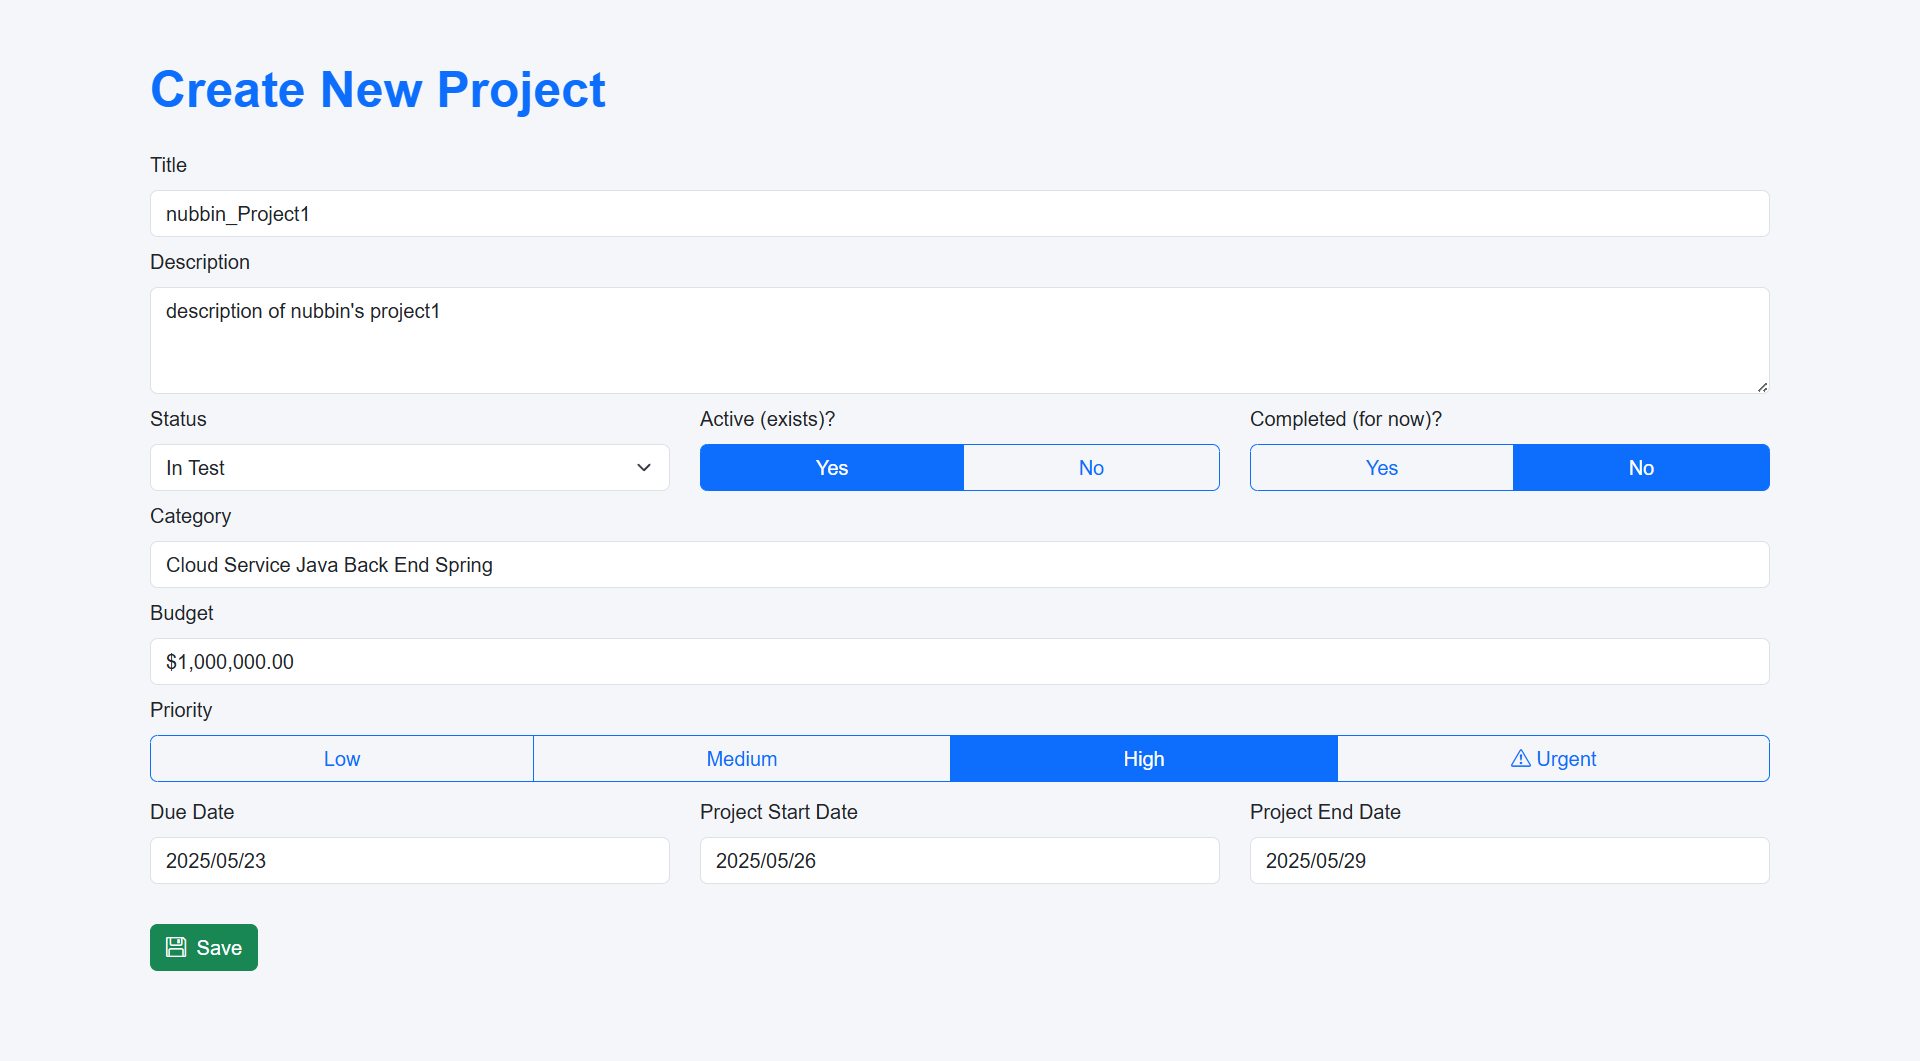 Create New Project
Title
nubbin_Project1
Description
description of nubbin's project1
Status
Active (exists)?
Completed (for now)?
In Test
Yes
No
Yes
No
Category
Cloud Service Java Back End Spring
Budget
$1,000,000.00
Priority
Low
Medium
High
Urgent
Due Date
Project Start Date
Project End Date
2025/05/23
2025/05/26
2025/05/29
Save